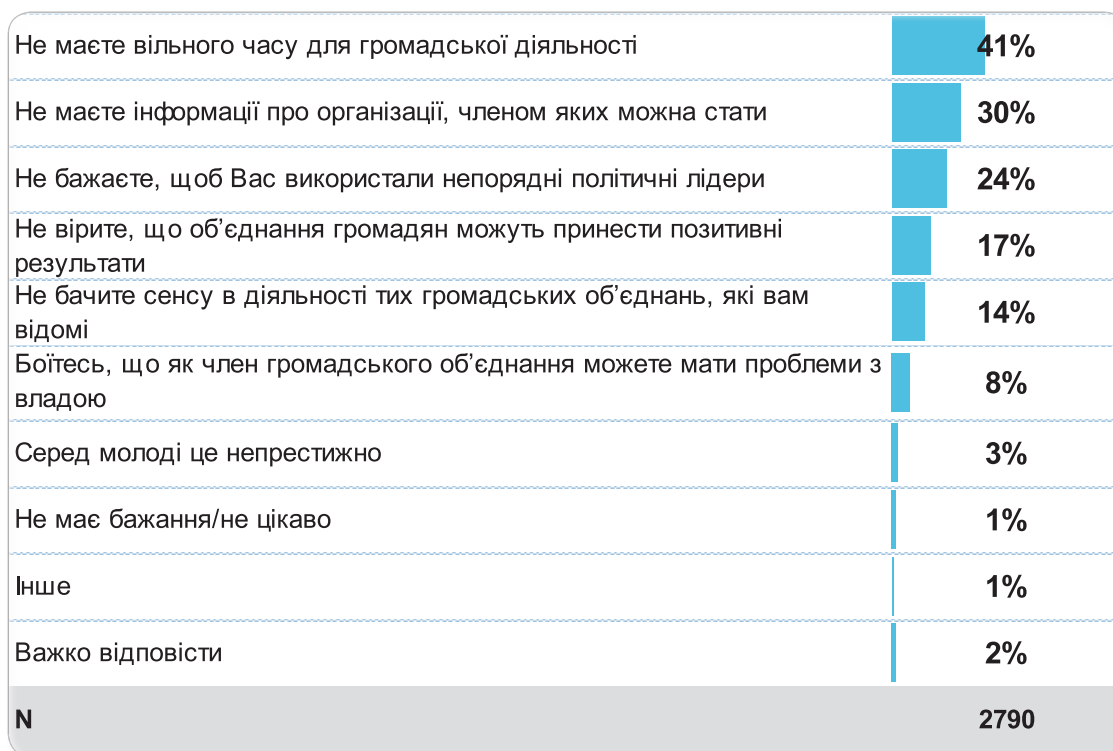 Не маєте вільного часу для громадської діяльності 41%
Не маєте інформації про організації, членом яких можна стати 30%
Не бажаєте, щоб Вас використали непорядні політичні лідери 24%
Не вірите, що об’єднання громадян можуть принести позитивні
результати 17%
Не бачите сенсу в діяльності тих громадських об’єднань, які вам
відомі 14%
Боїтесь, що як член громадського об’єднання можете мати проблеми з
владою 8%
Серед молоді це непрестижно 3%
Не має бажання/не цікаво 1%
Інше 1%
Важко відповісти 2%
N 2790